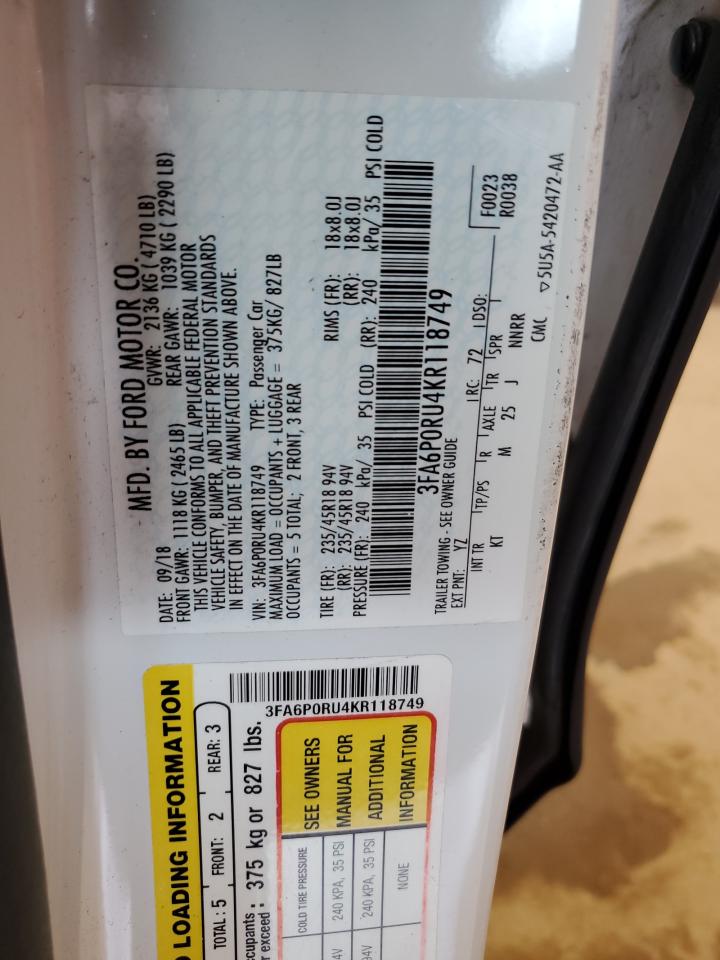 MFD. BY FORD MOTOR CO.
DATE: 09/18 GVWR: 2136 KG ( 4710 LB)
FRONT GAWR: 1118 KG (2465 LB) REAR GAWR: 1039 KG ( 2290 LB)
THIS VEHICLE CONFORMS TO ALL APPLICABLE FEDERAL MOTOR
VEHICLE SAFETY, BUMPER, AND THEFT PREVENTION STANDARDS
IN EFFECT ON THE DATE OF MANUFACTURE SHOWN ABOVE.
VIN: 3FA6P0RU4KR118749 TYPE: Passenger Car
MAXIMUM LOAD = OCCUPANTS + LUGGAGE = 375KG/ 827LB
OCCUPANTS = 5 TOTAL; 2 FRONT, 3 REAR
TIRE (FR): 235/45R18 94V RIMS (FR): 18x8.0J
(RR): 235/45R18 94V (RR): 18x8.0J
PRESSURE (FR): 240 kPa/ 35 PSI COLD (RR): 240 kPa/ 35 PSI COLD
3FA6P0RU4KR118749
TRAILER TOWING - SEE OWNER GUIDE
EXT PNT: YZ RC: 72 DSO: F0023
R0038
INT TR TP/PS R AXLE TR SPR
KT M 25 J NNRR
CMC ▽5U5A-5420472-AA
LOADING INFORMATION
TOTAL : 5 FRONT: 2 REAR: 3
ccupants : 375 kg or 827 lbs.
r exceed :
3FA6P0RU4KR118749
COLD TIRE PRESSURE SEE OWNERS
4V 240 KPA, 35 PSI MANUAL FOR
94V 240 KPA, 35 PSI ADDITIONAL
NONE INFORMATION